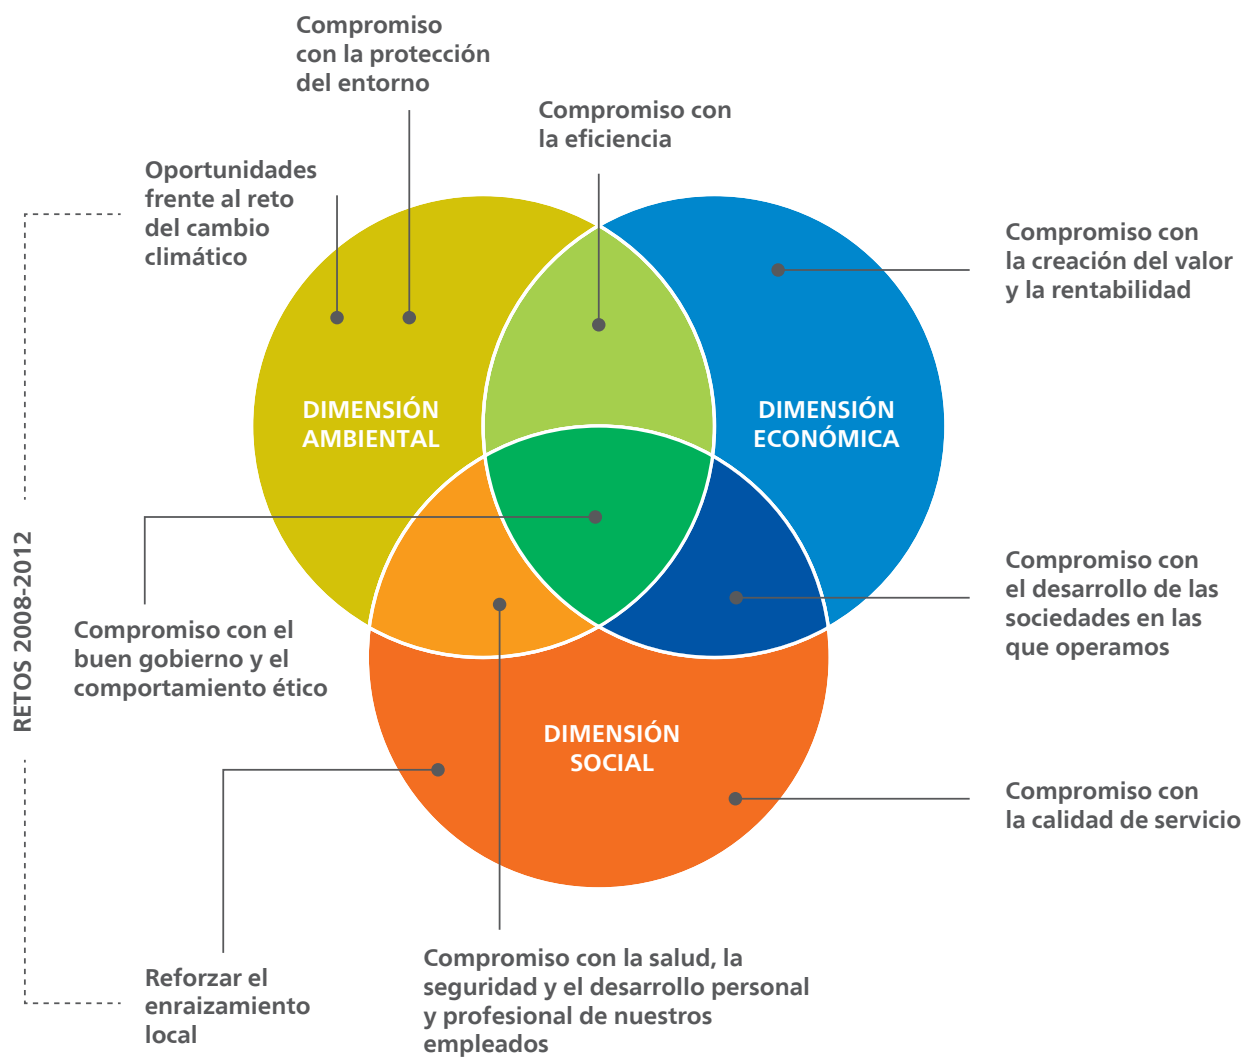 Compromiso
con la protección
del entorno
Compromiso con
la eficiencia
Oportunidades
frente al reto
del cambio
climático
Compromiso con
la creación del valor
y la rentabilidad
DIMENSIÓN
AMBIENTAL
DIMENSIÓN
ECONÓMICA
RETOS 2008-2012
Compromiso con
el desarrollo de las
sociedades en las
que operamos
Compromiso con el
buen gobierno y el
comportamiento ético
DIMENSIÓN
SOCIAL
Compromiso con
la calidad de servicio
Reforzar el
enraizamiento
local
Compromiso con la salud, la
seguridad y el desarrollo personal
y profesional de nuestros
empleados